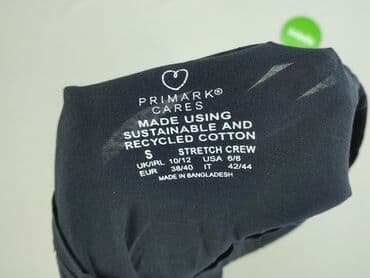 PRIMARK®
CARES
MADE USING
SUSTAINABLE AND
RECYCLED COTTON
S STRETCH CREW
UK/IRL 10/12 USA 6/8
EUR 38/40 IT 42/44
MADE IN BANGLADESH